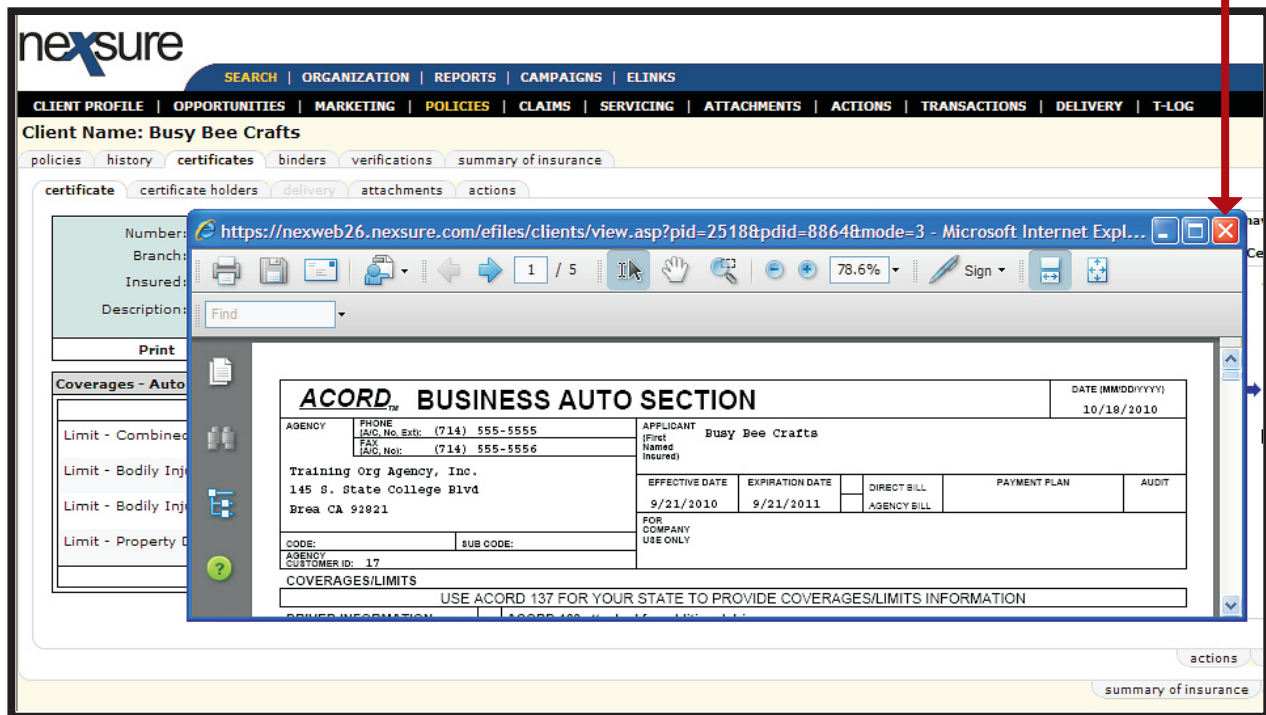 nexsure
SEARCH | ORGANIZATION | REPORTS | CAMPAIGNS | ELINKS
CLIENT PROFILE | OPPORTUNITIES | MARKETING | POLICIES | CLAIMS | SERVICING | ATTACHMENTS | ACTIONS | TRANSACTIONS | DELIVERY | T-LOG
Client Name: Busy Bee Crafts
policies history certificates binders verifications summary of insurance
certificate certificate holders delivery attachments actions
Number:
Branch:
Insured:
Description:
Print
Coverages - Auto
Limit - Combined
Limit - Bodily Inj
Limit - Bodily Inj
Limit - Property D
https://nexweb26.nexsure.com/efiles/clients/view.asp?pid=2518&pdid=8864&mode=3 - Microsoft Internet Expl...
1 / 5 78.6% Sign
Find
ACORD TM BUSINESS AUTO SECTION
DATE (MM/DD/YYYY)
10/18/2010
AGENCY
PHONE (A/C, No, Ext): (714) 555-5555
FAX (A/C, No): (714) 555-5556
Training Org Agency, Inc.
145 S. State College Blvd
Brea CA 92821
CODE: SUB CODE:
AGENCY CUSTOMER ID: 17
APPLICANT (First Named Insured) Busy Bee Crafts
EFFECTIVE DATE EXPIRATION DATE DIRECT BILL PAYMENT PLAN AUDIT
9/21/2010 9/21/2011 AGENCY BILL
FOR COMPANY USE ONLY
COVERAGES/LIMITS
USE ACORD 137 FOR YOUR STATE TO PROVIDE COVERAGES/LIMITS INFORMATION
actions
summary of insurance